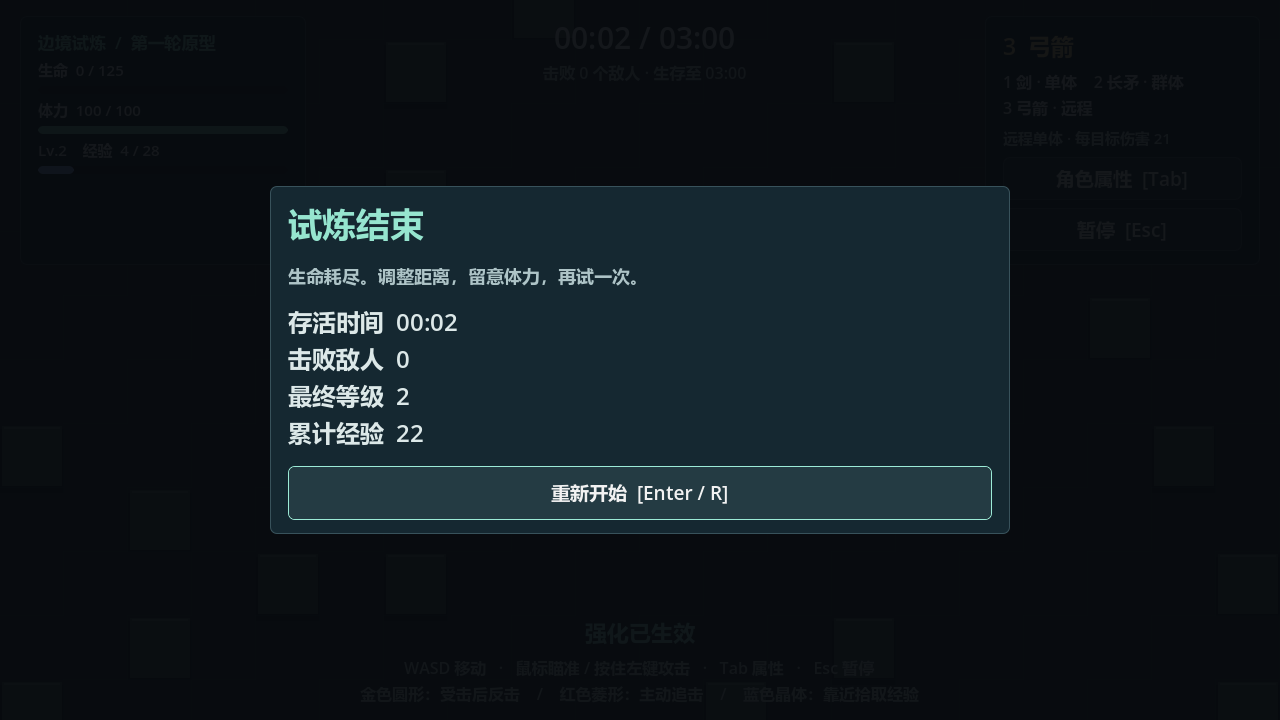 边境试炼 / 第一轮原型
生命 0 / 125
体力 100 / 100
Lv.2 经验 4 / 28
00:02 / 03:00
击败 0 个敌人 · 生存至 03:00
3 弓箭
1 剑 · 单体 2 长矛 · 群体
3 弓箭 · 远程
远程单体 · 每目标伤害 21
角色属性 [Tab]
暂停 [Esc]
试炼结束
生命耗尽。调整距离，留意体力，再试一次。
存活时间 00:02
击败敌人 0
最终等级 2
累计经验 22
重新开始 [Enter / R]
强化已生效
WASD 移动 · 鼠标瞄准 / 按住左键攻击 · Tab 属性 · Esc 暂停
金色圆形：受击后反击 / 红色菱形：主动追击 / 蓝色晶体：靠近拾取经验